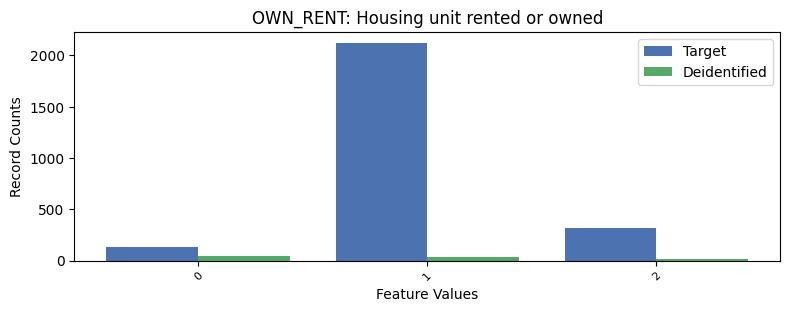 OWN_RENT: Housing unit rented or owned
Target
Deidentified
Record Counts
2000
1500
1000
500
0
0
1
2
Feature Values